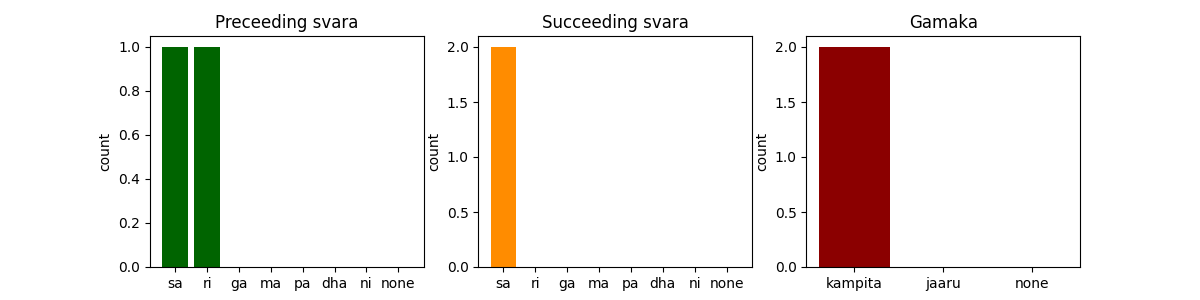 Preceeding svara
count
1.0
0.8
0.6
0.4
0.2
0.0
sa ri ga ma pa dha ni none
Succeeding svara
count
2.0
1.5
1.0
0.5
0.0
sa ri ga ma pa dha ni none
Gamaka
count
2.0
1.5
1.0
0.5
0.0
kampita jaaru none